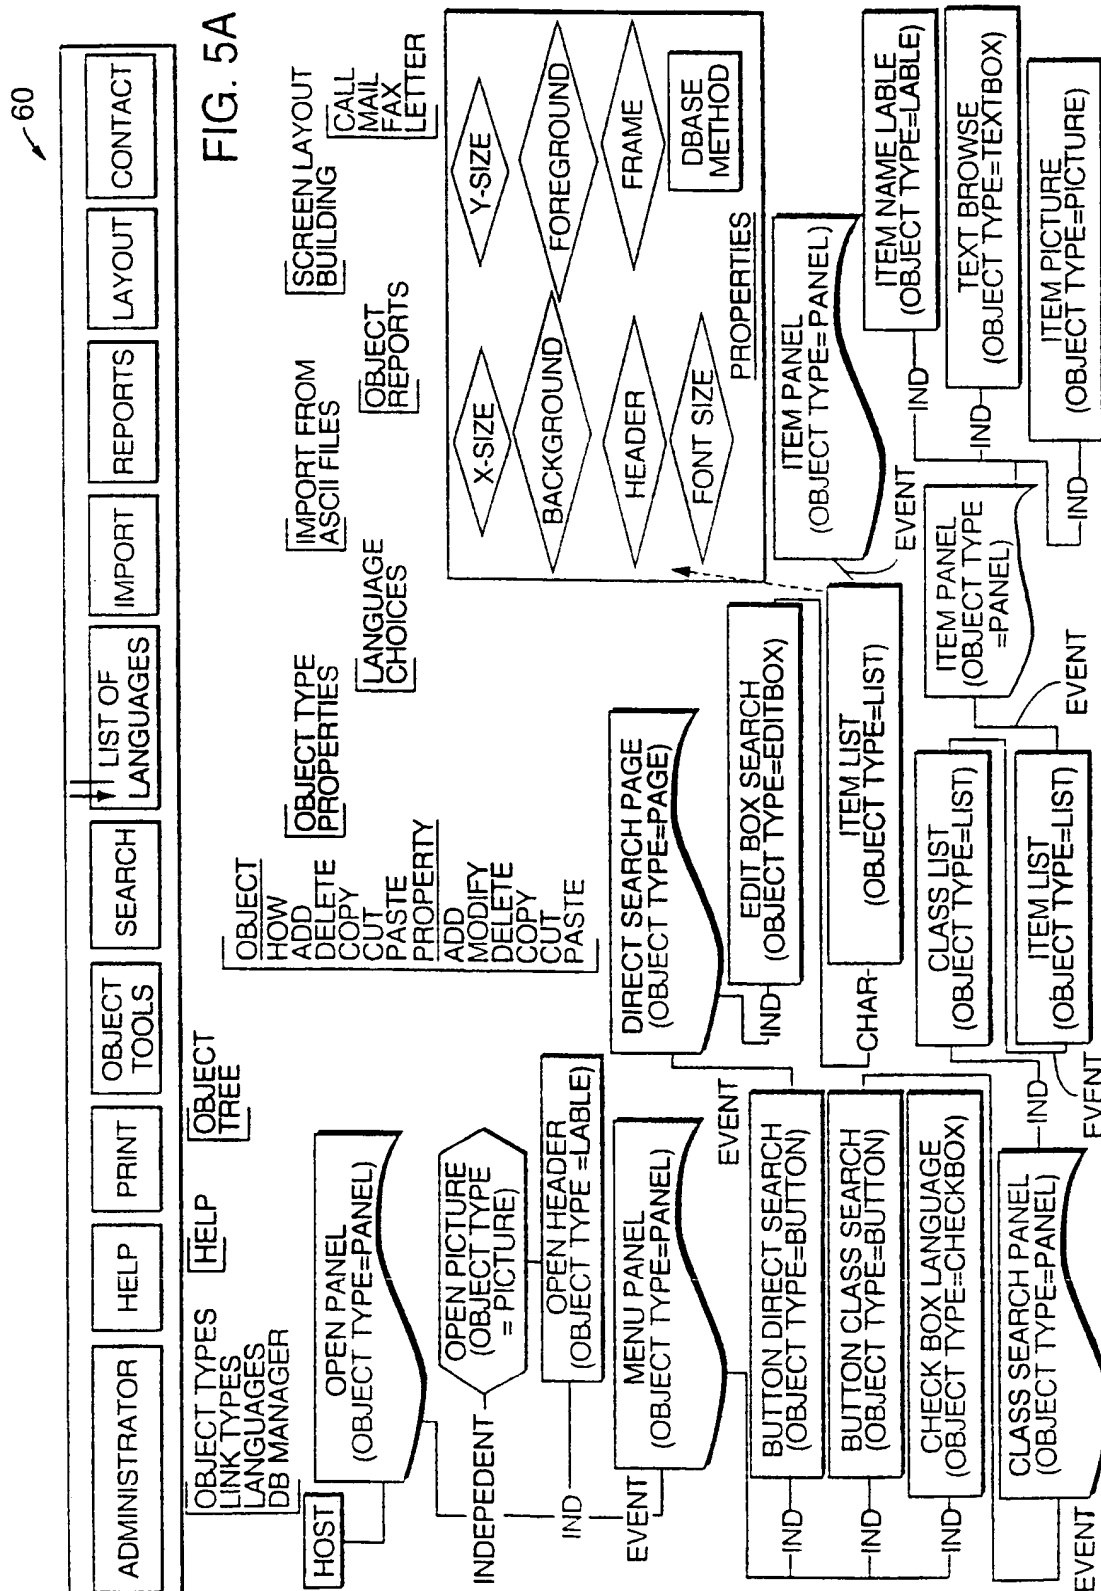 60
FIG. 5A
ADMINISTRATOR
HELP
PRINT
OBJECT
TOOLS
SEARCH
LIST OF
LANGUAGES
IMPORT
REPORTS
LAYOUT
CONTACT
OBJECT TYPES
LINK TYPES
LANGUAGES
DB MANAGER
HELP
OBJECT
TREE
OBJECT
HOW
ADD
DELETE
COPY
CUT
PASTE
PROPERTY
ADD
MODIFY
DELETE
COPY
CUT
PASTE
OBJECT TYPE
PROPERTIES
LANGUAGE
CHOICES
IMPORT FROM
ASCII FILES
OBJECT
REPORTS
SCREEN LAYOUT
BUILDING
CALL
MAIL
FAX
LETTER
HOST
OPEN PANEL
(OBJECT TYPE=PANEL)
INDEPEDENT
OPEN PICTURE
(OBJECT TYPE
= PICTURE)
IND
OPEN HEADER
(OBJECT TYPE =LABLE)
EVENT
MENU PANEL
(OBJECT TYPE=PANEL)
EVENT
IND
BUTTON DIRECT SEARCH
(OBJECT TYPE=BUTTON)
IND
BUTTON CLASS SEARCH
(OBJECT TYPE=BUTTON)
IND
CHECK BOX LANGUAGE
(OBJECT TYPE=CHECKBOX)
EVENT
CLASS SEARCH PANEL
(OBJECT TYPE=PANEL)
DIRECT SEARCH PAGE
(OBJECT TYPE=PAGE)
IND
EDIT BOX SEARCH
(OBJECT TYPE=EDITBOX)
CHAR
ITEM LIST
(OBJECT TYPE=LIST)
IND
CLASS LIST
(OBJECT TYPE=LIST)
EVENT
ITEM LIST
(OBJECT TYPE=LIST)
EVENT
ITEM PANEL
(OBJECT TYPE
=PANEL)
X-SIZE
Y-SIZE
BACKGROUND
FOREGROUND
HEADER
FRAME
FONT SIZE
DBASE
METHOD
PROPERTIES
EVENT
ITEM PANEL
(OBJECT TYPE=PANEL)
IND
ITEM NAME LABLE
(OBJECT TYPE=LABLE)
IND
TEXT BROWSE
(OBJECT TYPE=TEXTBOX)
IND
ITEM PICTURE
(OBJECT TYPE=PICTURE)